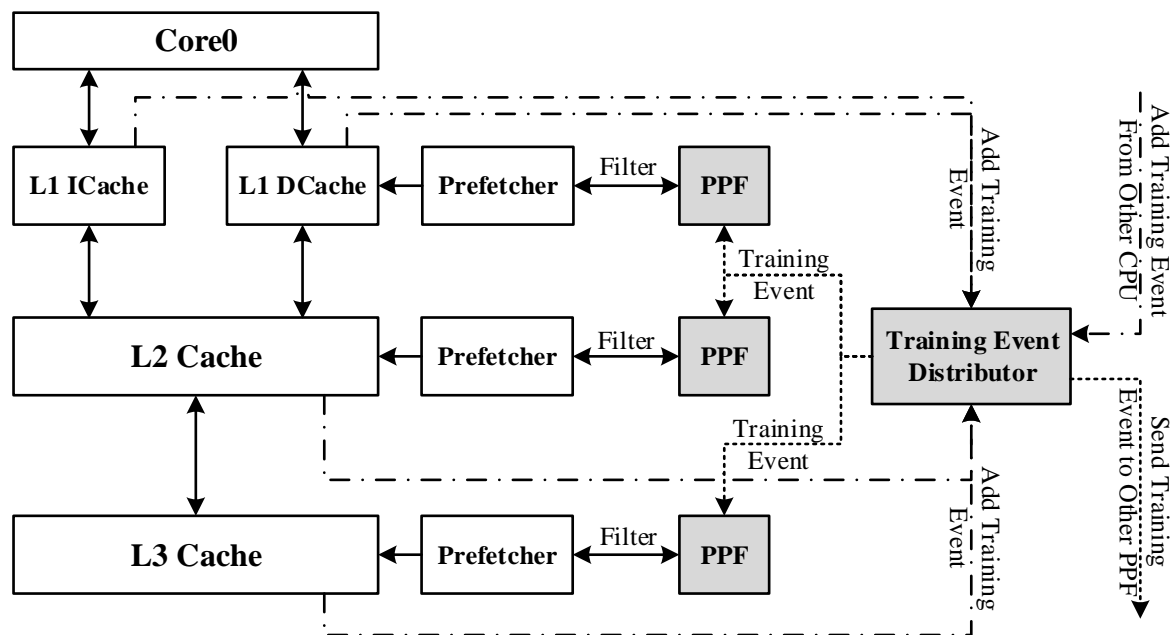 Core0
L1 ICache
L1 DCache
Prefetcher
Filter
PPF
Add Training
Event
Add Training Event
From Other CPU
Training
Event
L2 Cache
Prefetcher
Filter
PPF
Training Event
Distributor
Training
Event
Send Training
Event to Other PPF
L3 Cache
Prefetcher
Filter
PPF
Add Training
Event